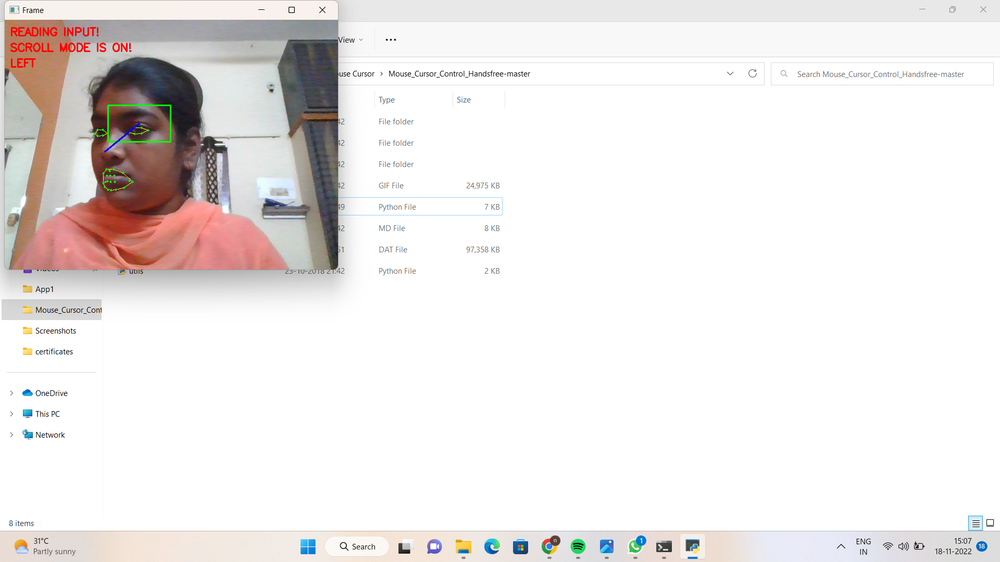 Frame
READING INPUT!
SCROLL MODE IS ON!
LEFT
View
use Cursor > Mouse_Cursor_Control_Handsfree-master
Search Mouse_Cursor_Control_Handsfree-master
Type Size
42 File folder
42 File folder
42 File folder
42 GIF File 24,975 KB
49 Python File 7 KB
42 MD File 8 KB
51 DAT File 97,358 KB
Videos utils 23-10-2018 21:42 Python File 2 KB
App1
Mouse_Cursor_Cont
Screenshots
certificates
OneDrive
This PC
Network
8 items
31°C
Partly sunny
Search
n
1
ENG
IN
15:07
18-11-2022
18